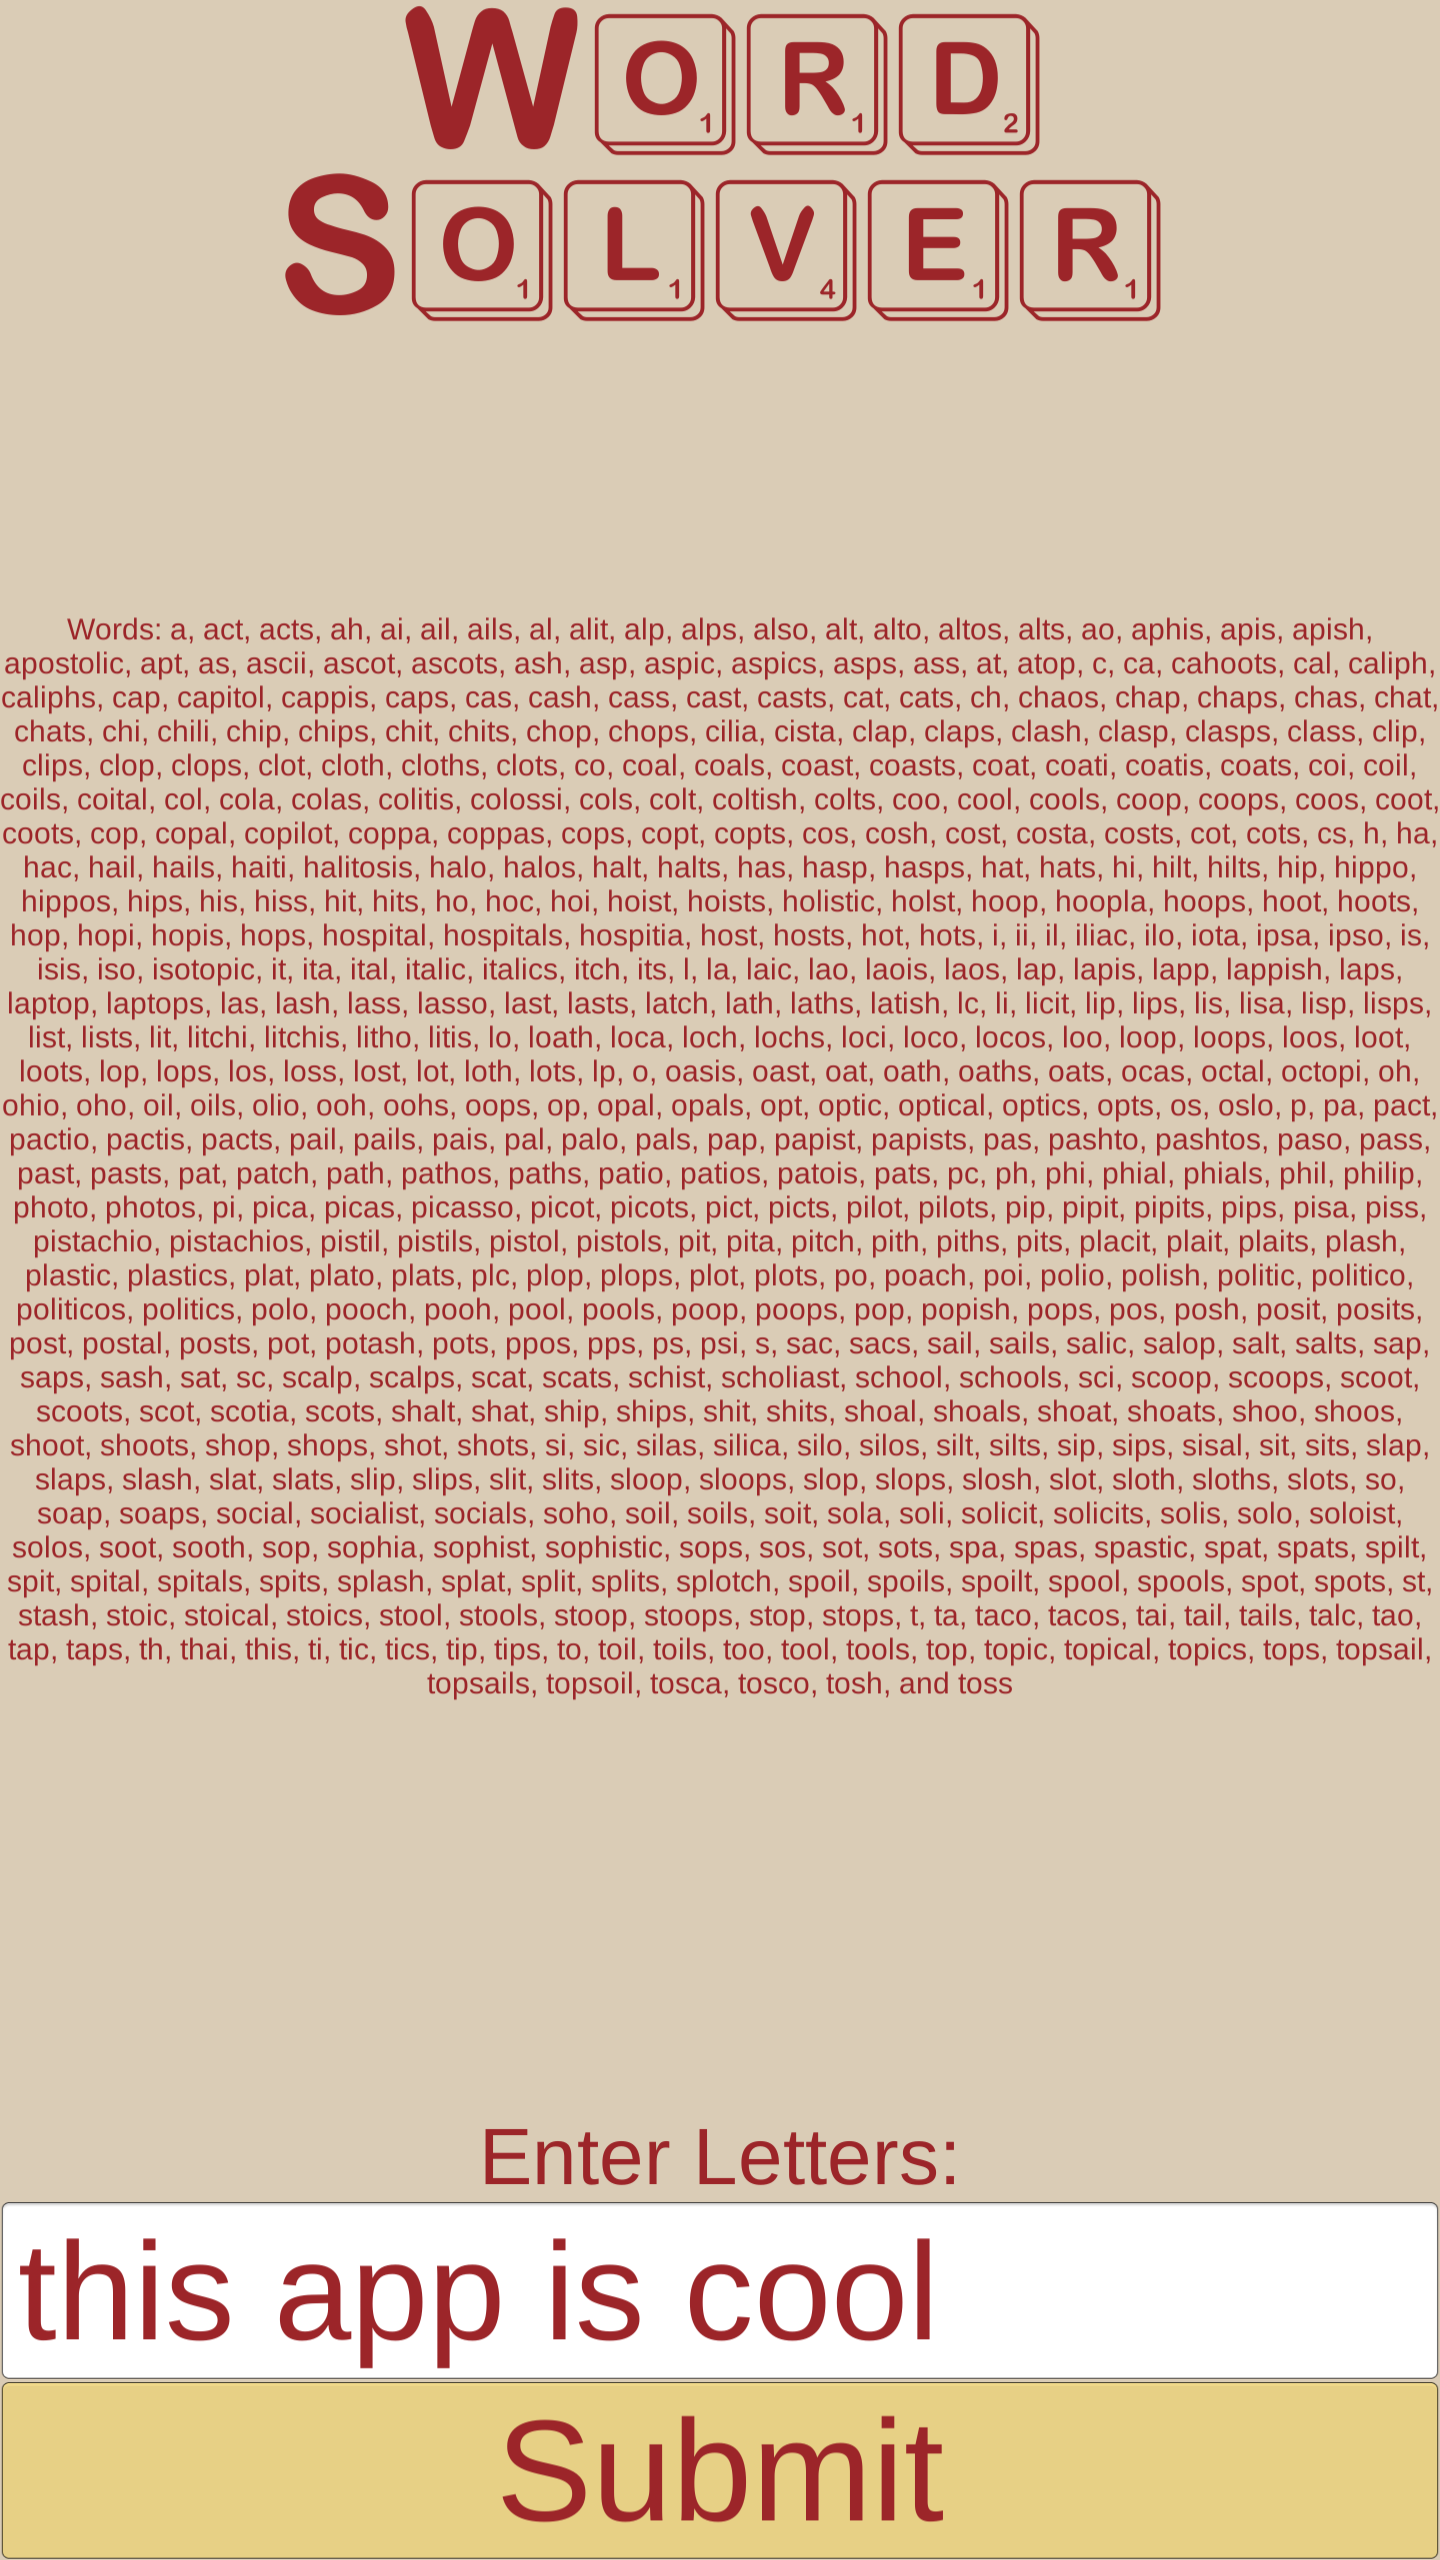 WORD
1 1 2
SOLVER
1 1 4 1 1
Words: a, act, acts, ah, ai, ail, ails, al, alit, alp, alps, also, alt, alto, altos, alts, ao, aphis, apis, apish,
apostolic, apt, as, ascii, ascot, ascots, ash, asp, aspic, aspics, asps, ass, at, atop, c, ca, cahoots, cal, caliph,
caliphs, cap, capitol, cappis, caps, cas, cash, cass, cast, casts, cat, cats, ch, chaos, chap, chaps, chas, chat,
chats, chi, chili, chip, chips, chit, chits, chop, chops, cilia, cista, clap, claps, clash, clasp, clasps, class, clip,
clips, clop, clops, clot, cloth, cloths, clots, co, coal, coals, coast, coasts, coat, coati, coatis, coats, coi, coil,
coils, coital, col, cola, colas, colitis, colossi, cols, colt, coltish, colts, coo, cool, cools, coop, coops, coos, coot,
coots, cop, copal, copilot, coppa, coppas, cops, copt, copts, cos, cosh, cost, costa, costs, cot, cots, cs, h, ha,
hac, hail, hails, haiti, halitosis, halo, halos, halt, halts, has, hasp, hasps, hat, hats, hi, hilt, hilts, hip, hippo,
hippos, hips, his, hiss, hit, hits, ho, hoc, hoi, hoist, hoists, holistic, holst, hoop, hoopla, hoops, hoot, hoots,
hop, hopi, hopis, hops, hospital, hospitals, hospitia, host, hosts, hot, hots, i, ii, il, iliac, ilo, iota, ipsa, ipso, is,
isis, iso, isotopic, it, ita, ital, italic, italics, itch, its, l, la, laic, lao, laois, laos, lap, lapis, lapp, lappish, laps,
laptop, laptops, las, lash, lass, lasso, last, lasts, latch, lath, laths, latish, lc, li, licit, lip, lips, lis, lisa, lisp, lisps,
list, lists, lit, litchi, litchis, litho, litis, lo, loath, loca, loch, lochs, loci, loco, locos, loo, loop, loops, loos, loot,
loots, lop, lops, los, loss, lost, lot, loth, lots, lp, o, oasis, oast, oat, oath, oaths, oats, ocas, octal, octopi, oh,
ohio, oho, oil, oils, olio, ooh, oohs, oops, op, opal, opals, opt, optic, optical, optics, opts, os, oslo, p, pa, pact,
pactio, pactis, pacts, pail, pails, pais, pal, palo, pals, pap, papist, papists, pas, pashto, pashtos, paso, pass,
past, pasts, pat, patch, path, pathos, paths, patio, patios, patois, pats, pc, ph, phi, phial, phials, phil, philip,
photo, photos, pi, pica, picas, picasso, picot, picots, pict, picts, pilot, pilots, pip, pipit, pipits, pips, pisa, piss,
pistachio, pistachios, pistil, pistils, pistol, pistols, pit, pita, pitch, pith, piths, pits, placit, plait, plaits, plash,
plastic, plastics, plat, plato, plats, plc, plop, plops, plot, plots, po, poach, poi, polio, polish, politic, politico,
politicos, politics, polo, pooch, pooh, pool, pools, poop, poops, pop, popish, pops, pos, posh, posit, posits,
post, postal, posts, pot, potash, pots, ppos, pps, ps, psi, s, sac, sacs, sail, sails, salic, salop, salt, salts, sap,
saps, sash, sat, sc, scalp, scalps, scat, scats, schist, scholiast, school, schools, sci, scoop, scoops, scoot,
scoots, scot, scotia, scots, shalt, shat, ship, ships, shit, shits, shoal, shoals, shoat, shoats, shoo, shoos,
shoot, shoots, shop, shops, shot, shots, si, sic, silas, silica, silo, silos, silt, silts, sip, sips, sisal, sit, sits, slap,
slaps, slash, slat, slats, slip, slips, slit, slits, sloop, sloops, slop, slops, slosh, slot, sloth, sloths, slots, so,
soap, soaps, social, socialist, socials, soho, soil, soils, soit, sola, soli, solicit, solicits, solis, solo, soloist,
solos, soot, sooth, sop, sophia, sophist, sophistic, sops, sos, sot, sots, spa, spas, spastic, spat, spats, spilt,
spit, spital, spitals, spits, splash, splat, split, splits, splotch, spoil, spoils, spoilt, spool, spools, spot, spots, st,
stash, stoic, stoical, stoics, stool, stools, stoop, stoops, stop, stops, t, ta, taco, tacos, tai, tail, tails, talc, tao,
tap, taps, th, thai, this, ti, tic, tics, tip, tips, to, toil, toils, too, tool, tools, top, topic, topical, topics, tops, topsail,
topsails, topsoil, tosca, tosco, tosh, and toss
Enter Letters:
this app is cool
Submit